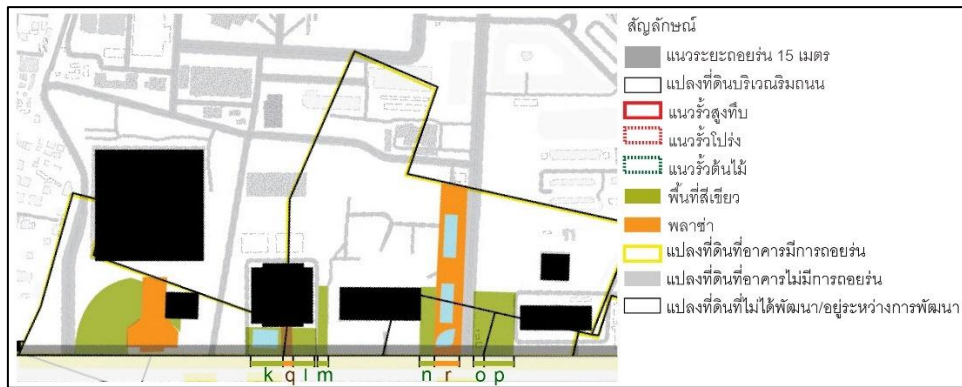 สัญลักษณ์
แนวระยะถอยร่น 15 เมตร
แปลงที่ดินบริเวณริมถนน
แนวรั้วสูงทึบ
แนวรั้วโปร่ง
แนวรั้วต้นไม้
พื้นที่สีเขียว
พลาซ่า
แปลงที่ดินที่อาคารมีการถอยร่น
แปลงที่ดินที่อาคารไม่มีการถอยร่น
แปลงที่ดินที่ไม่ได้พัฒนา/อยู่ระหว่างการพัฒนา
k q l m n r o p